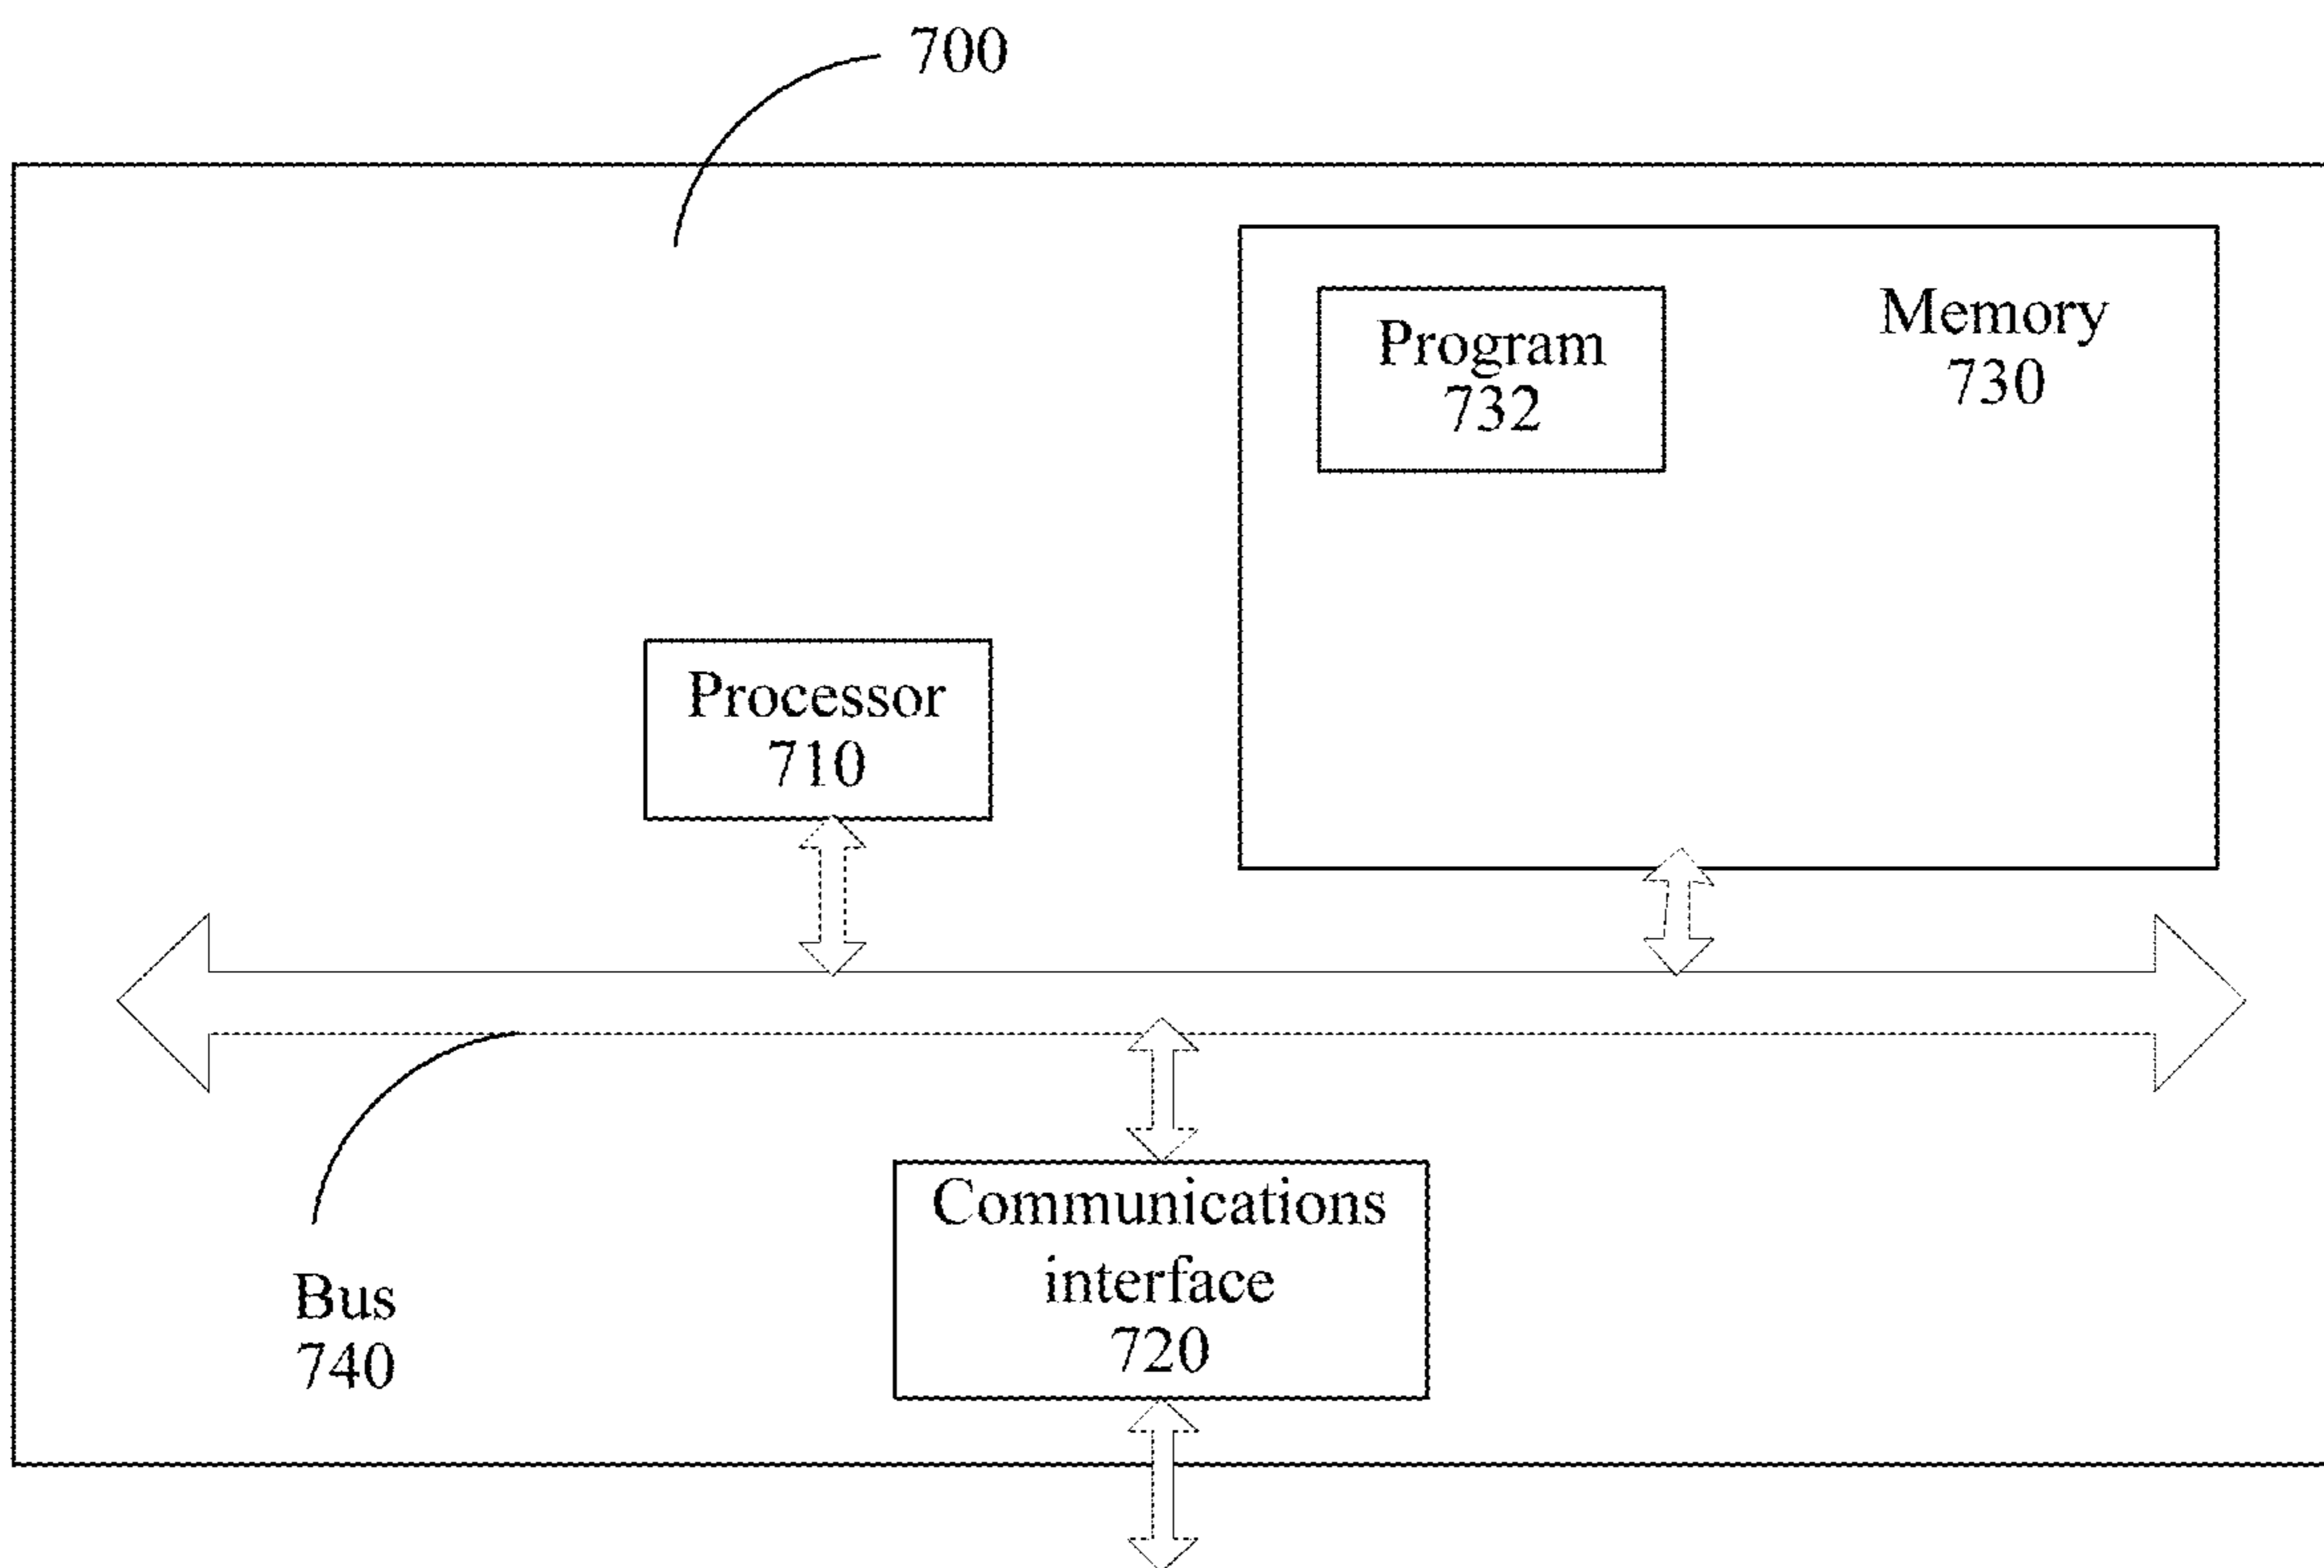 700
Program
732
Memory
730
Processor
710
Bus
740
Communications
interface
720